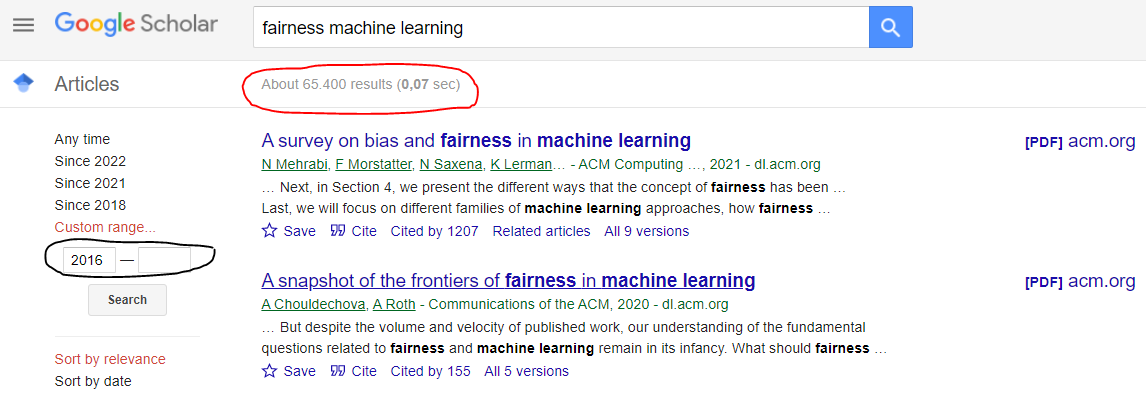 Google Scholar
fairness machine learning
Articles
About 65.400 results (0,07 sec)
Any time
Since 2022
Since 2021
Since 2018
Custom range...
2016 —
Search
Sort by relevance
Sort by date
A survey on bias and fairness in machine learning
[PDF] acm.org
N Mehrabi, F Morstatter, N Saxena, K Lerman… - ACM Computing …, 2021 - dl.acm.org
… Next, in Section 4, we present the different ways that the concept of fairness has been …
Last, we will focus on different families of machine learning approaches, how fairness …
Save Cite Cited by 1207 Related articles All 9 versions
A snapshot of the frontiers of fairness in machine learning
[PDF] acm.org
A Chouldechova, A Roth - Communications of the ACM, 2020 - dl.acm.org
… But despite the volume and velocity of published work, our understanding of the fundamental
questions related to fairness and machine learning remain in its infancy. What should fairness …
Save Cite Cited by 155 All 5 versions